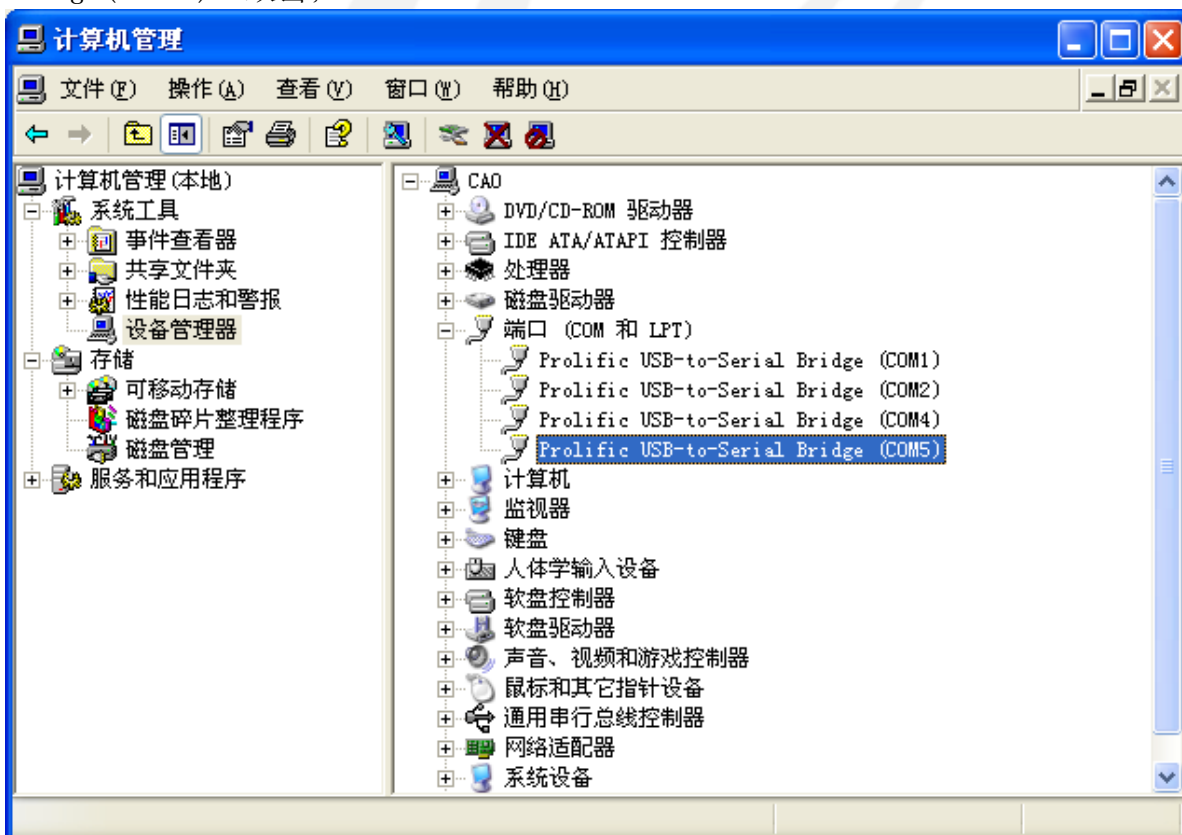 计算机管理
文件(F) 操作(A) 查看(V) 窗口(W) 帮助(H)
计算机管理(本地)
系统工具
事件查看器
共享文件夹
性能日志和警报
设备管理器
存储
可移动存储
磁盘碎片整理程序
磁盘管理
服务和应用程序
CAO
DVD/CD-ROM 驱动器
IDE ATA/ATAPI 控制器
处理器
磁盘驱动器
端口 (COM 和 LPT)
Prolific USB-to-Serial Bridge (COM1)
Prolific USB-to-Serial Bridge (COM2)
Prolific USB-to-Serial Bridge (COM4)
Prolific USB-to-Serial Bridge (COM5)
计算机
监视器
键盘
人体学输入设备
软盘控制器
软盘驱动器
声音、视频和游戏控制器
鼠标和其它指针设备
通用串行总线控制器
网络适配器
系统设备